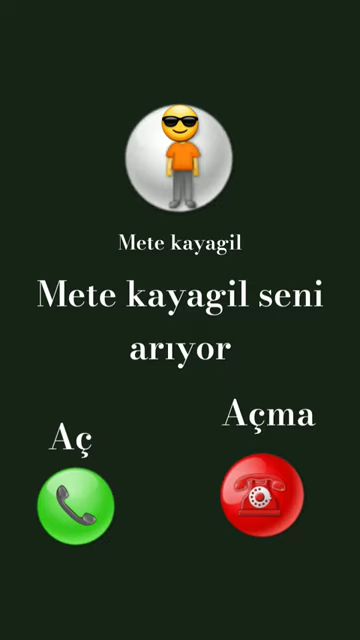 Mete kayagil
Mete kayagil seni
arıyor
Açma
Aç